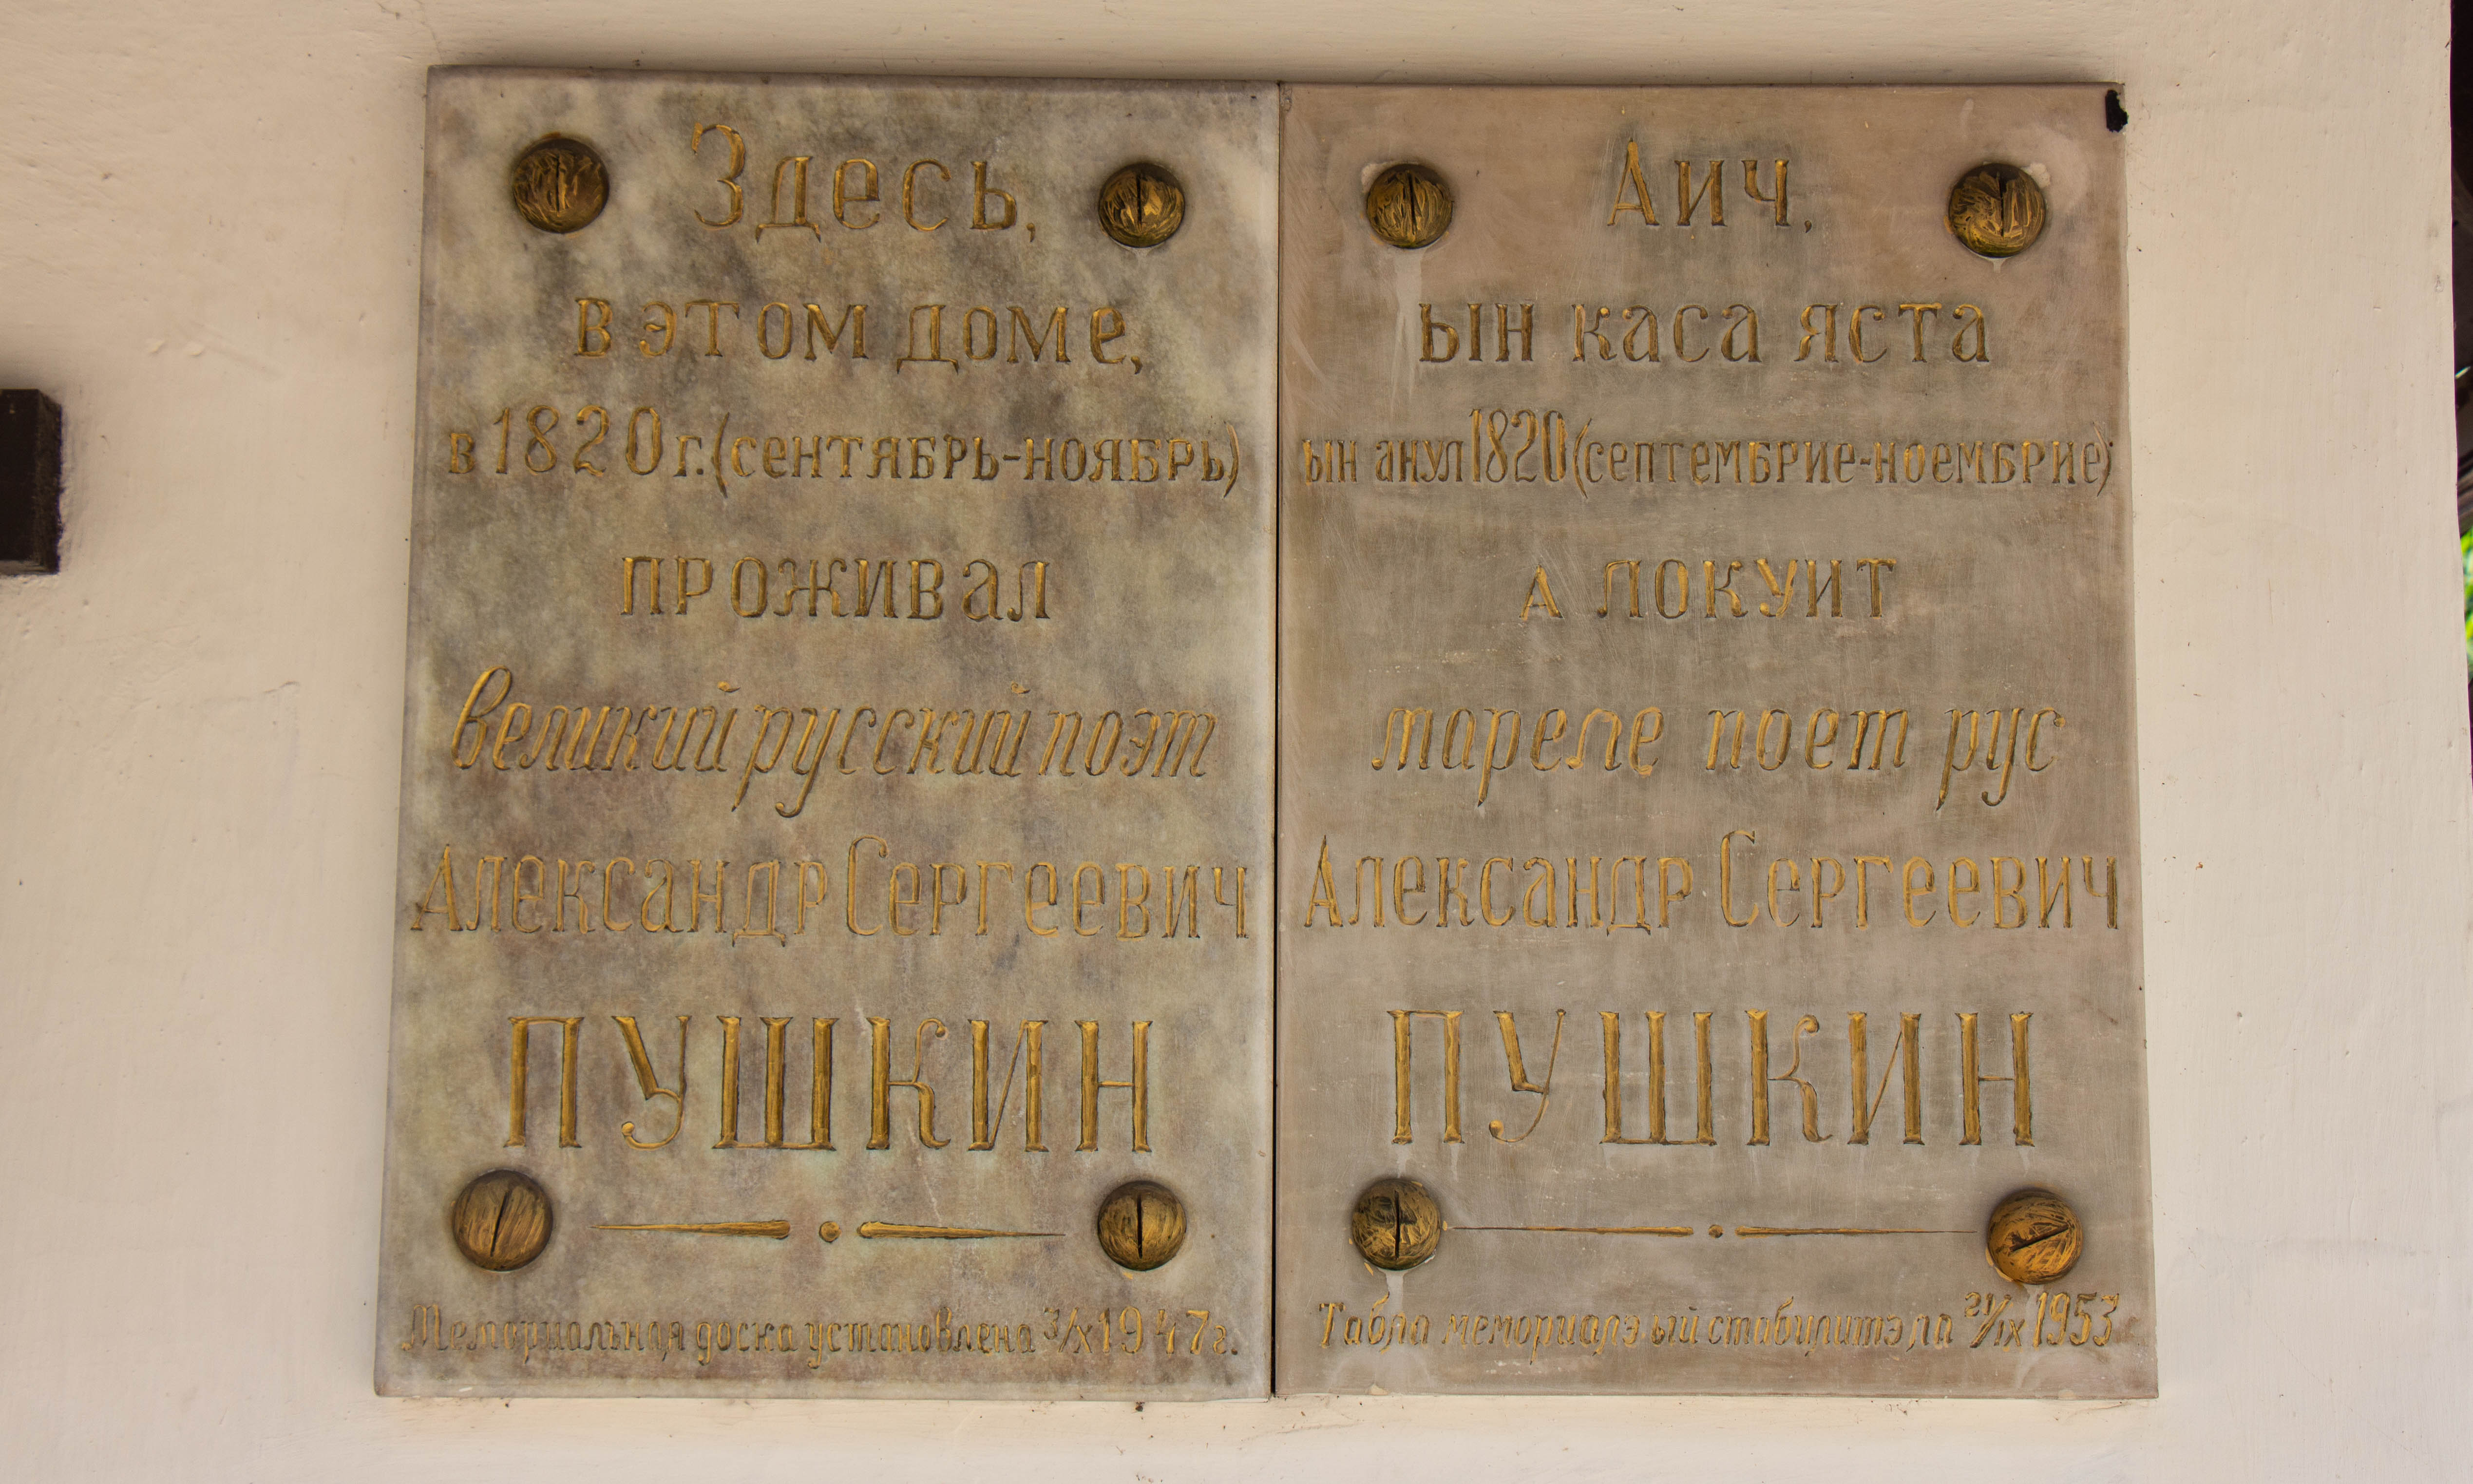 Здесь,
в этом доме,
в 1820 г. (сентябрь-ноябрь)
проживал
великий русский поэт
Александр Сергеевич
ПУШКИН
Мемориальная доска установлена 3/X 1947г.
Аич,
ын каса яста
ын анул 1820 (септембрие-ноембрие)
а локуит
мареле поет рус
Александр Сергеевич
ПУШКИН
Табла мемориалэ ый стабилитэ ла 21/IX 1953